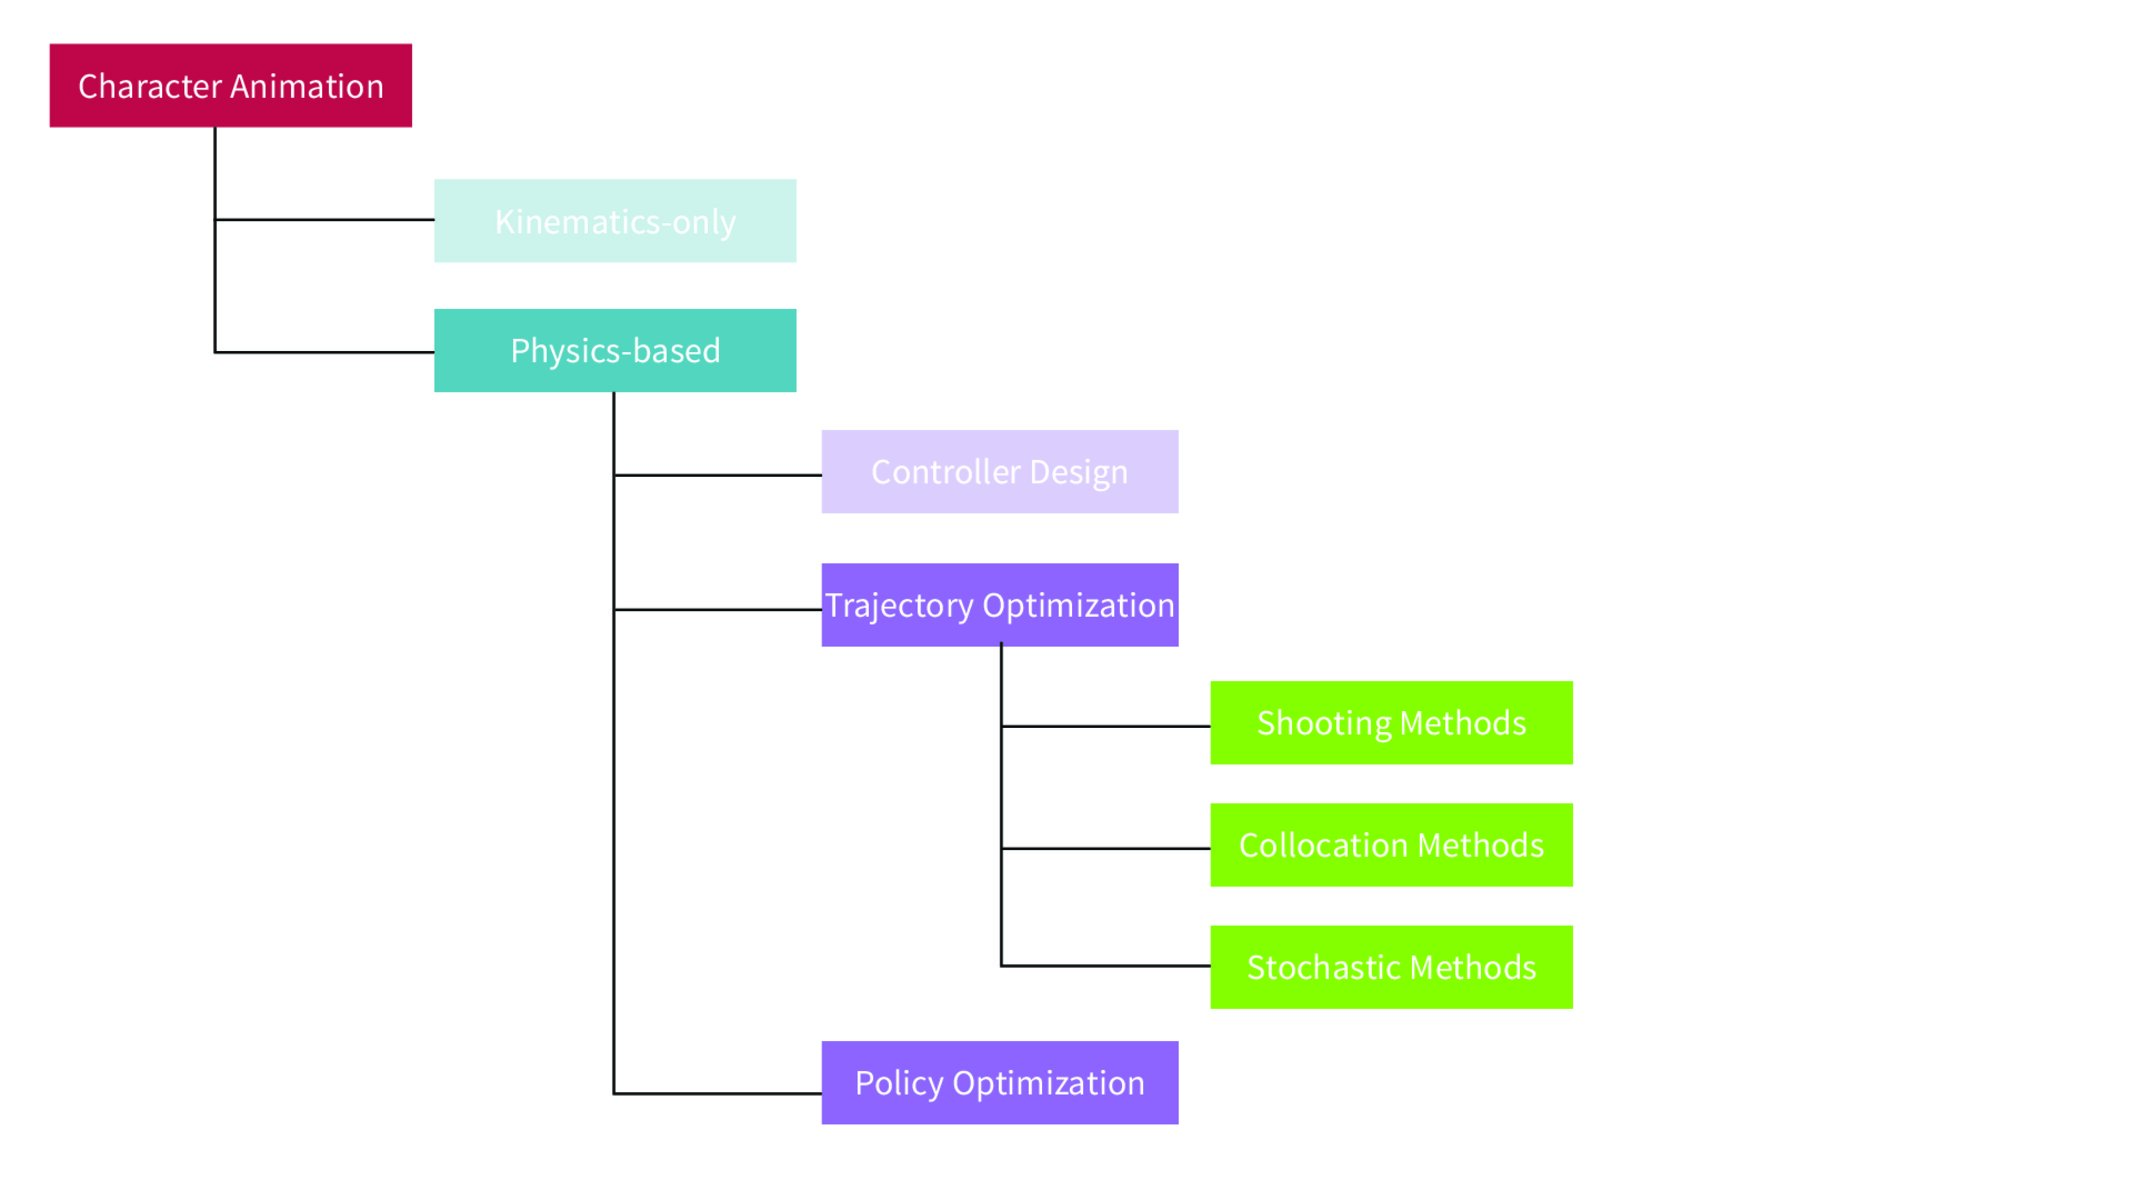 Character Animation
Kinematics-only
Physics-based
Controller Design
Trajectory Optimization
Shooting Methods
Collocation Methods
Stochastic Methods
Policy Optimization